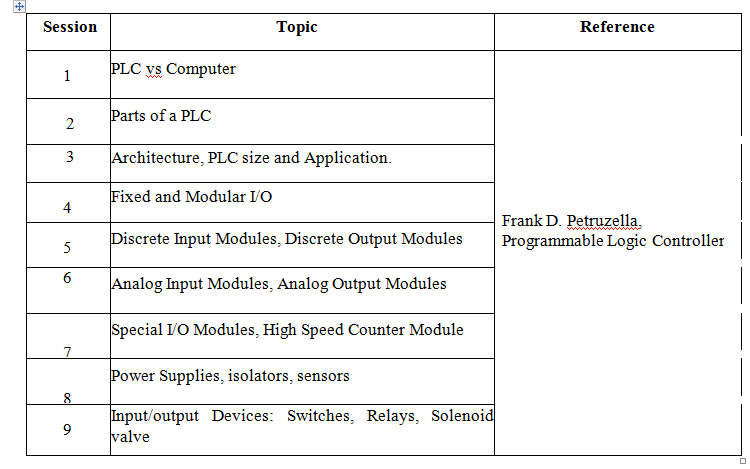 Session Topic Reference
1 PLC vs Computer
2 Parts of a PLC
3 Architecture, PLC size and Application.
4 Fixed and Modular I/O
Frank D. Petruzella,
Programmable Logic Controller
5 Discrete Input Modules, Discrete Output Modules
6 Analog Input Modules, Analog Output Modules
7 Special I/O Modules, High Speed Counter Module
8 Power Supplies, isolators, sensors
9 Input/output Devices: Switches, Relays, Solenoid
valve